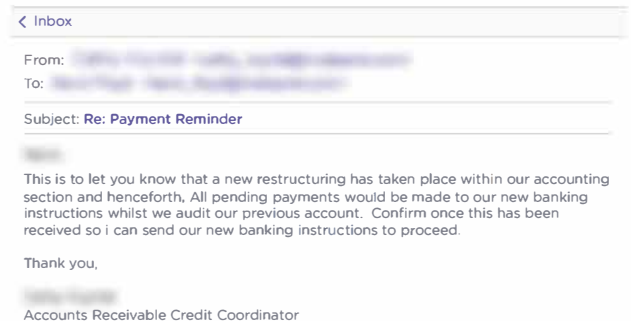 Inbox
From:
To:
Subject: Re: Payment Reminder
This is to let you know that a new restructuring has taken place within our accounting
section and henceforth, All pending payments would be made to our new banking
instructions whilst we audit our previous account. Confirm once this has been
received so i can send our new banking instructions to proceed.
Thank you,
Accounts Receivable Credit Coordinator